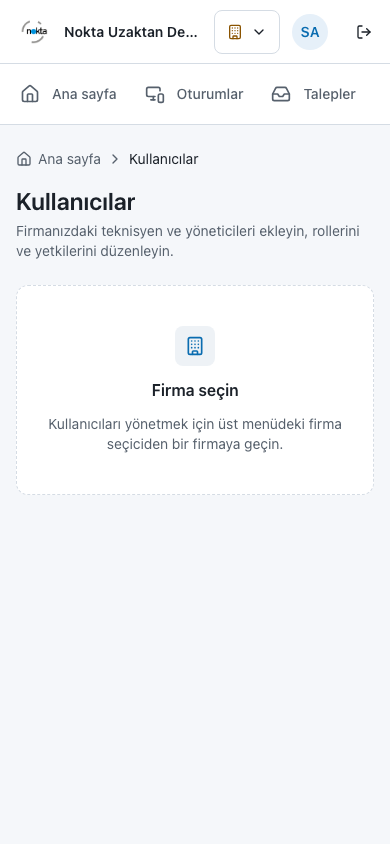 nokta
Nokta Uzaktan De...
SA
Ana sayfa
Oturumlar
Talepler
Ana sayfa
Kullanıcılar
Kullanıcılar
Firmanızdaki teknisyen ve yöneticileri ekleyin, rollerini
ve yetkilerini düzenleyin.
Firma seçin
Kullanıcıları yönetmek için üst menüdeki firma
seçiciden bir firmaya geçin.